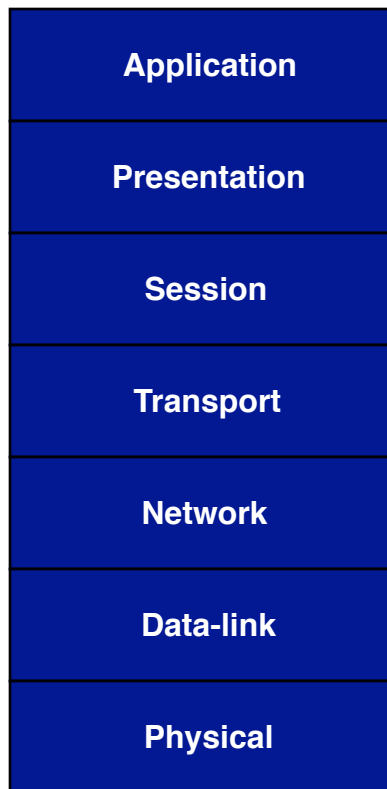 Application
Presentation
Session
Transport
Network
Data-link
Physical